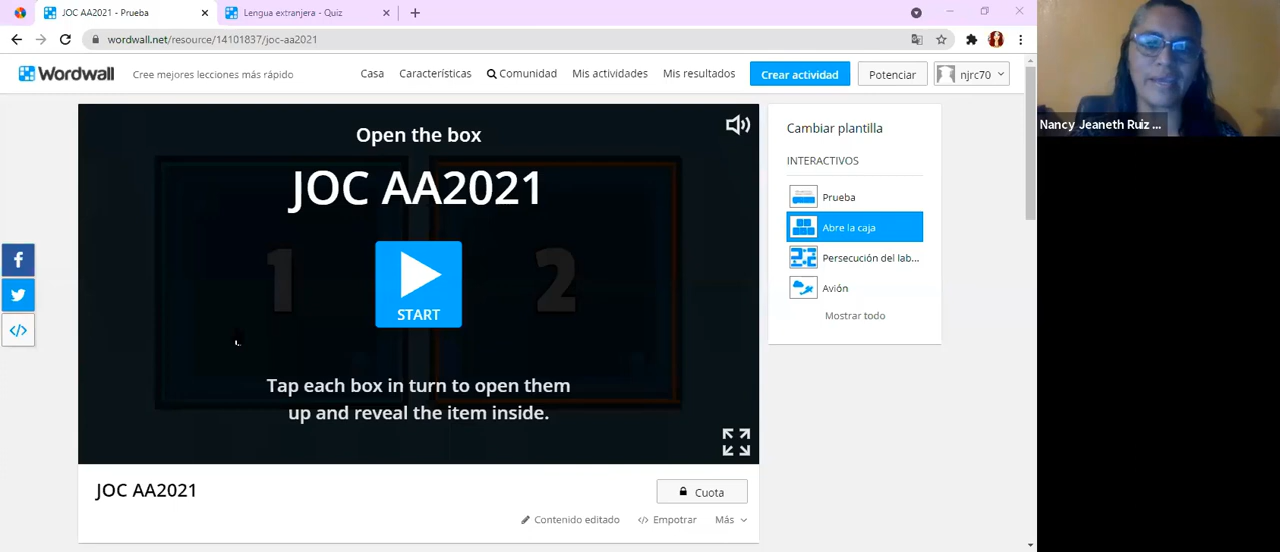 JOC AA2021 - Prueba
Lengua extranjera - Quiz
wordwall.net/resource/14101837/joc-aa2021
Wordwall
Cree mejores lecciones más rápido
Casa
Características
Comunidad
Mis actividades
Mis resultados
Crear actividad
Potenciar
njrc70
Nancy Jeaneth Ruiz ...
Open the box
JOC AA2021
1
2
START
Tap each box in turn to open them
up and reveal the item inside.
Cambiar plantilla
INTERACTIVOS
Prueba
Abre la caja
Persecución del lab...
Avión
Mostrar todo
JOC AA2021
Cuota
Contenido editado
Empotrar
Más